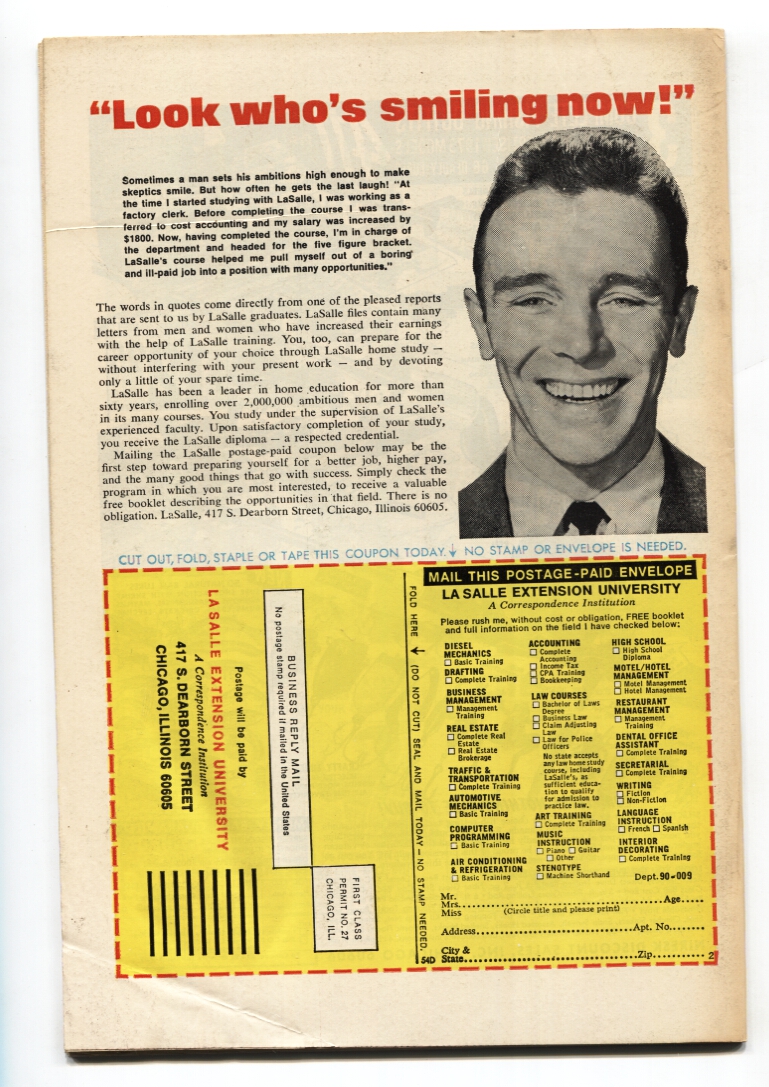 “Look who’s smiling now!”
Sometimes a man sets his ambitions high enough to make
skeptics smile. But how often he gets the last laugh! “At
the time I started studying with LaSalle, I was working as a
factory clerk. Before completing the course I was trans-
ferred to cost accounting and my salary was increased by
$1800. Now, having completed the course, I’m in charge of
the department and headed for the five figure bracket.
LaSalle’s course helped me pull myself out of a boring
and ill-paid job into a position with many opportunities.”
The words in quotes come directly from one of the pleased reports
that are sent to us by LaSalle graduates. LaSalle files contain many
letters from men and women who have increased their earnings
with the help of LaSalle training. You, too, can prepare for the
career opportunity of your choice through LaSalle home study —
without interfering with your present work — and by devoting
only a little of your spare time.
LaSalle has been a leader in home education for more than
sixty years, enrolling over 2,000,000 ambitious men and women
in its many courses. You study under the supervision of LaSalle’s
experienced faculty. Upon satisfactory completion of your study,
you receive the LaSalle diploma — a respected credential.
Mailing the LaSalle postage-paid coupon below may be the
first step toward preparing yourself for a better job, higher pay,
and the many good things that go with success. Simply check the
program in which you are most interested, to receive a valuable
free booklet describing the opportunities in that field. There is no
obligation. LaSalle, 417 S. Dearborn Street, Chicago, Illinois 60605.
CUT OUT, FOLD, STAPLE OR TAPE THIS COUPON TODAY. ↓ NO STAMP OR ENVELOPE IS NEEDED.
FIRST CLASS
PERMIT NO. 27
CHICAGO, ILL.
BUSINESS REPLY MAIL
No postage stamp required if mailed in the United States
Postage will be paid by
LA SALLE EXTENSION UNIVERSITY
A Correspondence Institution
417 S. DEARBORN STREET
CHICAGO, ILLINOIS 60605
FOLD HERE ↓ (DO NOT CUT) SEAL AND MAIL TODAY – NO STAMP NEEDED.
54D
MAIL THIS POSTAGE-PAID ENVELOPE
LA SALLE EXTENSION UNIVERSITY
A Correspondence Institution
Please rush me, without cost or obligation, FREE booklet
and full information on the field I have checked below:
DIESEL
MECHANICS
☐ Basic Training
DRAFTING
☐ Complete Training
BUSINESS
MANAGEMENT
☐ Management
Training
REAL ESTATE
☐ Complete Real
Estate
☐ Real Estate
Brokerage
TRAFFIC &
TRANSPORTATION
☐ Complete Training
AUTOMOTIVE
MECHANICS
☐ Basic Training
COMPUTER
PROGRAMMING
☐ Basic Training
AIR CONDITIONING
& REFRIGERATION
☐ Basic Training
ACCOUNTING
☐ Complete
Accounting
☐ Income Tax
☐ CPA Training
☐ Bookkeeping
LAW COURSES
☐ Bachelor of Laws
Degree
☐ Business Law
☐ Claim Adjusting
Law
☐ Law for Police
Officers
No state accepts
any law home study
course, including
LaSalle’s, as
sufficient educa-
tion to qualify
for admission to
practice law.
ART TRAINING
☐ Complete Training
MUSIC
INSTRUCTION
☐ Piano ☐ Guitar
☐ Other
STENOTYPE
☐ Machine Shorthand
HIGH SCHOOL
☐ High School
Diploma
MOTEL/HOTEL
MANAGEMENT
☐ Motel Management
☐ Hotel Management
RESTAURANT
MANAGEMENT
☐ Management
Training
DENTAL OFFICE
ASSISTANT
☐ Complete Training
SECRETARIAL
☐ Complete Training
WRITING
☐ Fiction
☐ Non-Fiction
LANGUAGE
INSTRUCTION
☐ French ☐ Spanish
INTERIOR
DECORATING
☐ Complete Training
Dept. 90-009
Mr.
Mrs. Age
Miss (Circle title and please print)
Address Apt. No.
City &
State Zip
2